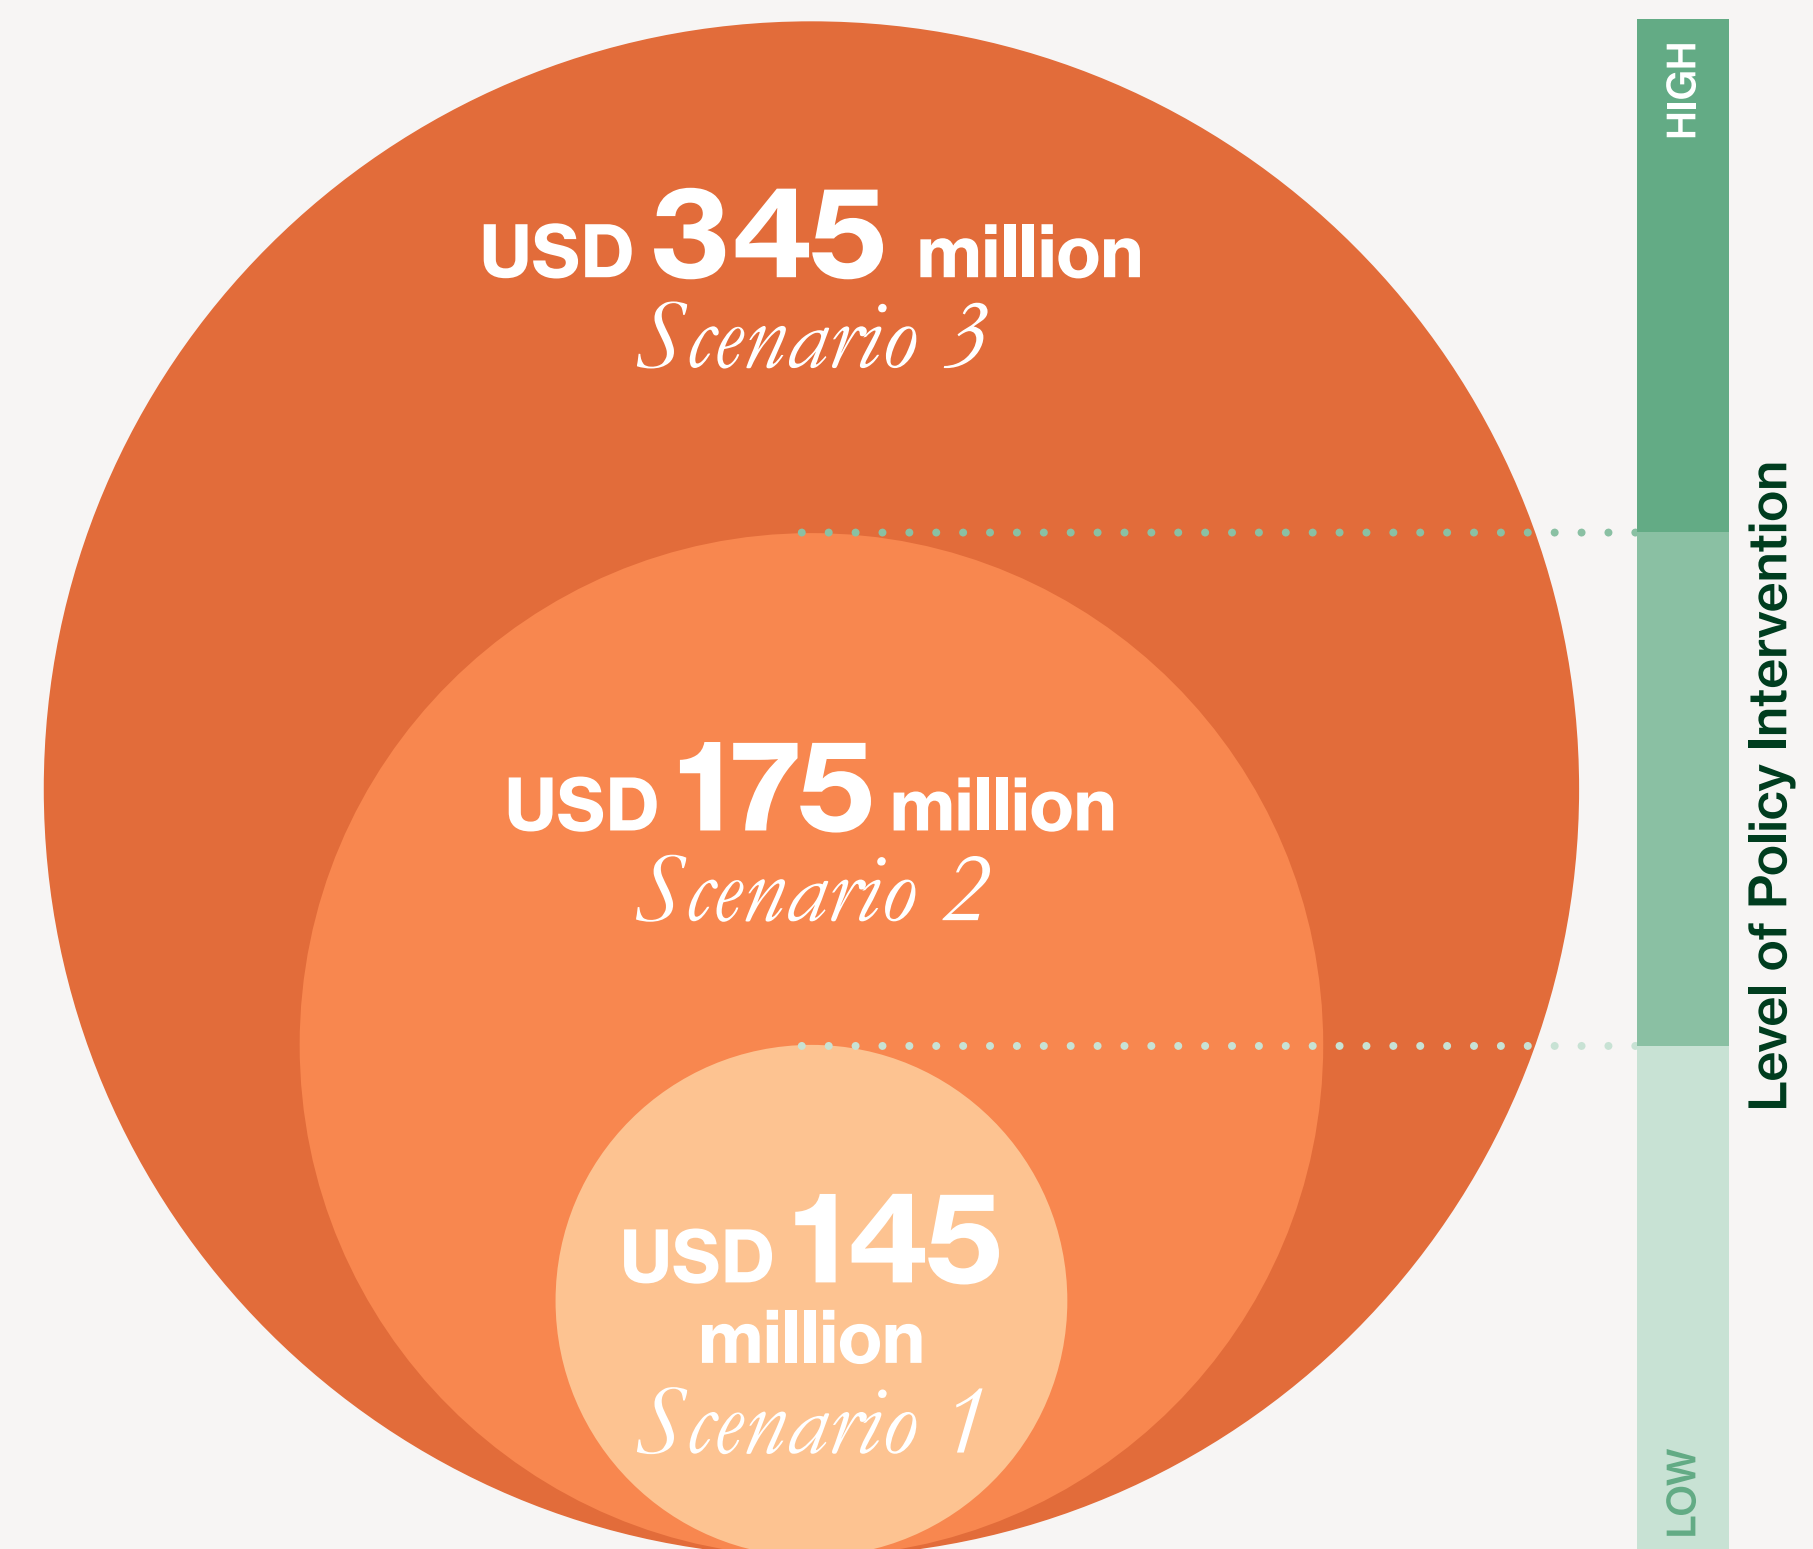 USD 345 million
Scenario 3
USD 175 million
Scenario 2
USD 145
million
Scenario 1
HIGH
Level of Policy Intervention
LOW